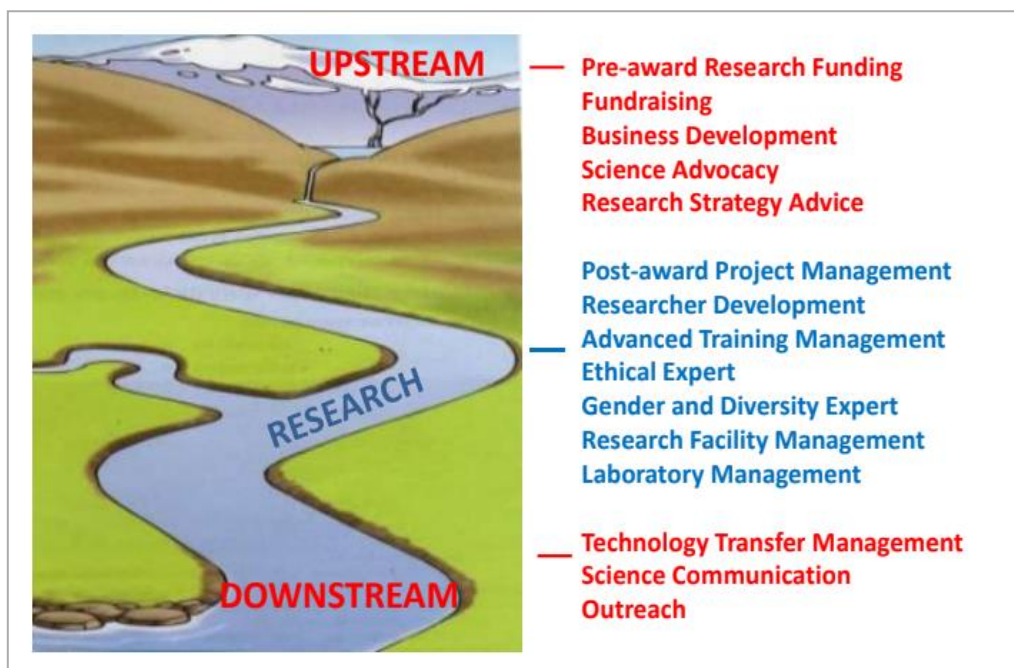 UPSTREAM
Pre-award Research Funding
Fundraising
Business Development
Science Advocacy
Research Strategy Advice
RESEARCH
Post-award Project Management
Researcher Development
Advanced Training Management
Ethical Expert
Gender and Diversity Expert
Research Facility Management
Laboratory Management
DOWNSTREAM
Technology Transfer Management
Science Communication
Outreach